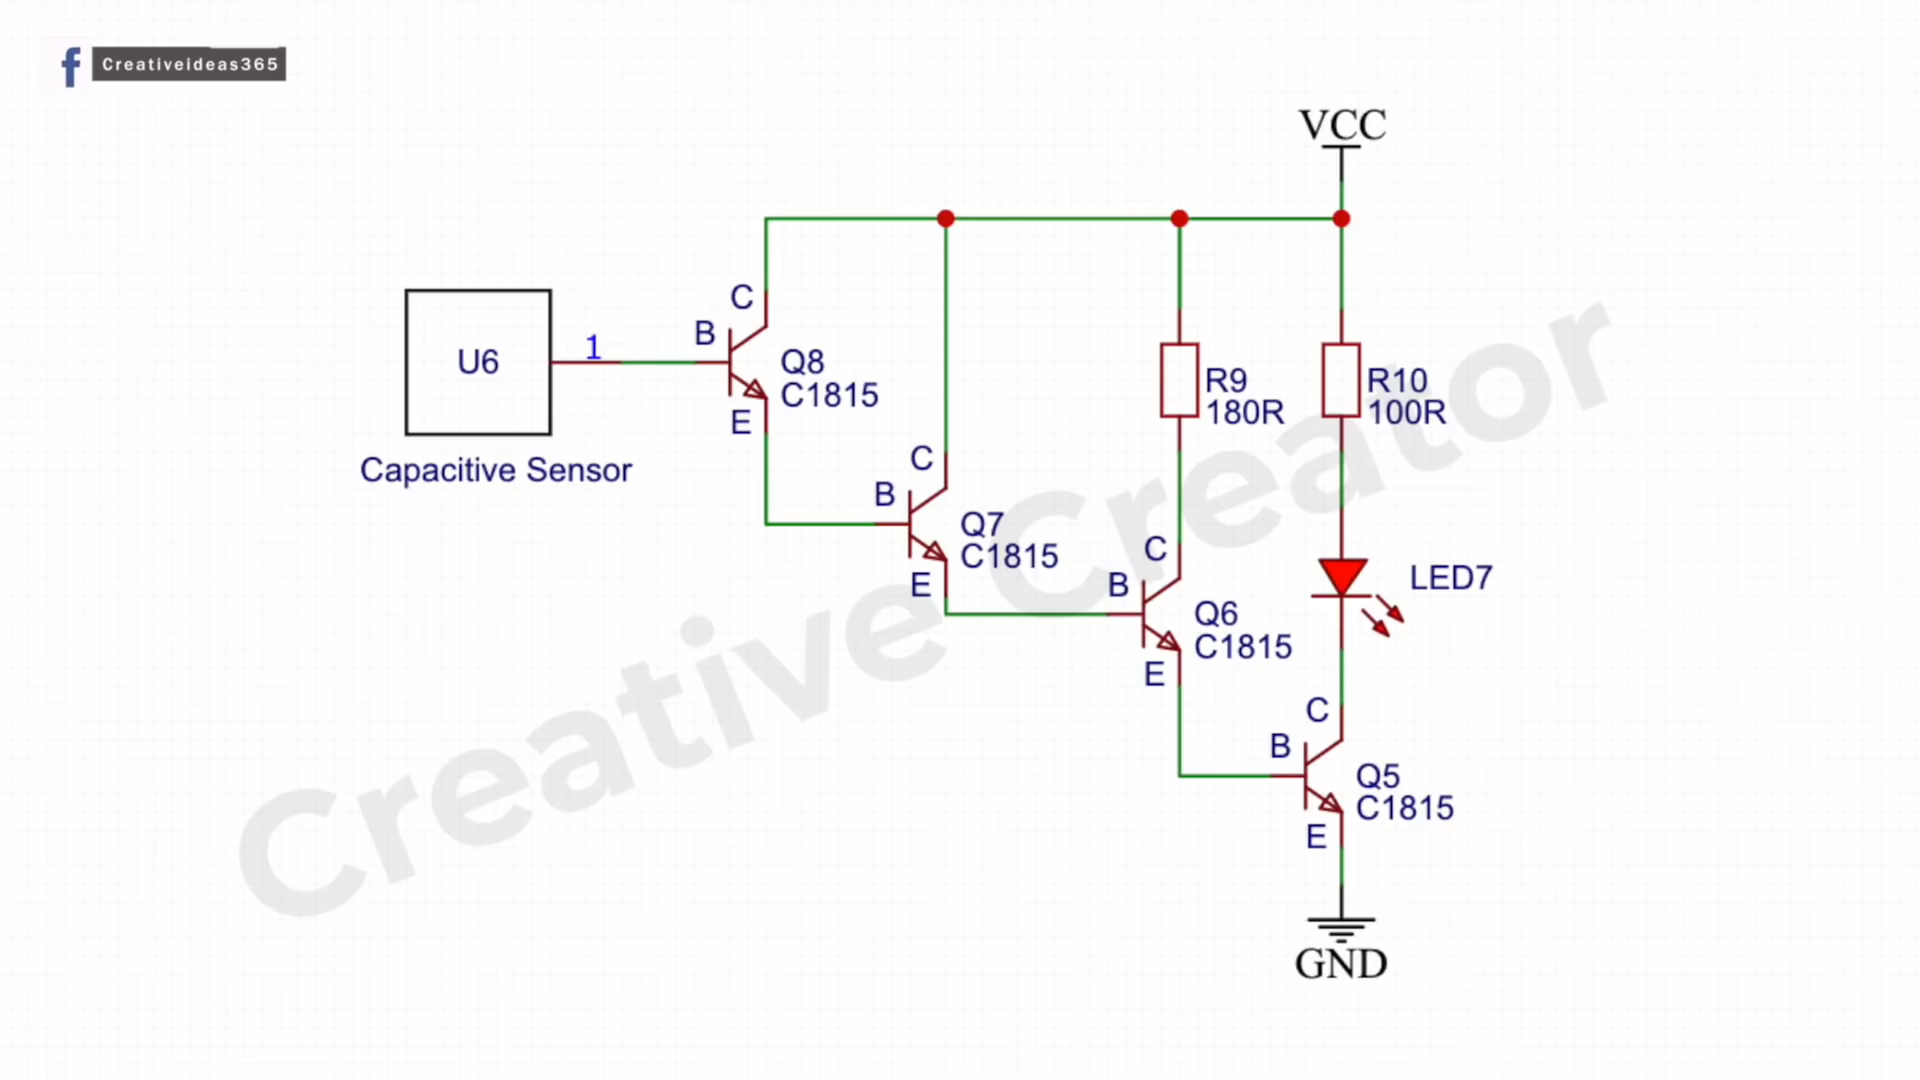 f Creativeideas365
VCC
C
B
1
U6
Q8
C1815
E
Capacitive Sensor
R9
180R
R10
100R
C
B
Q7
C1815
E
C
B
Q6
C1815
E
LED7
C
B
Q5
C1815
E
GND
Creative Creator